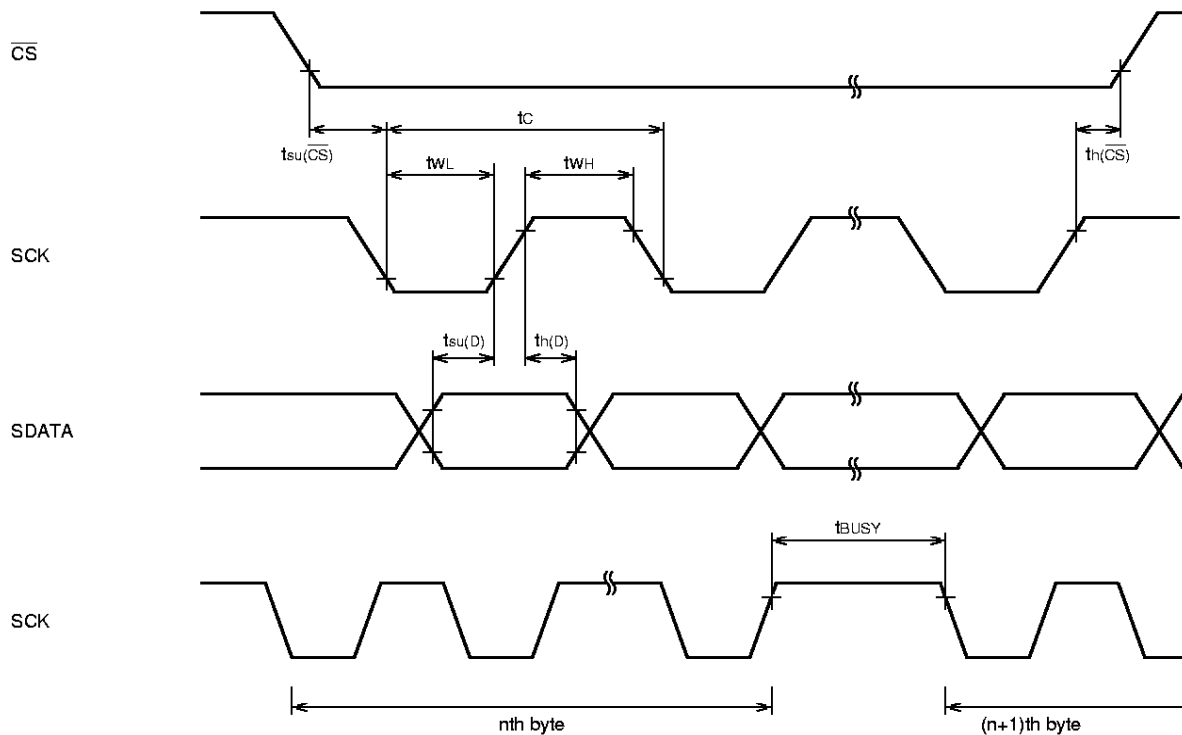 CS
tC
tsu(CS)
twL
twH
th(CS)
SCK
tsu(D)
th(D)
SDATA
tBUSY
SCK
nth byte
(n+1)th byte